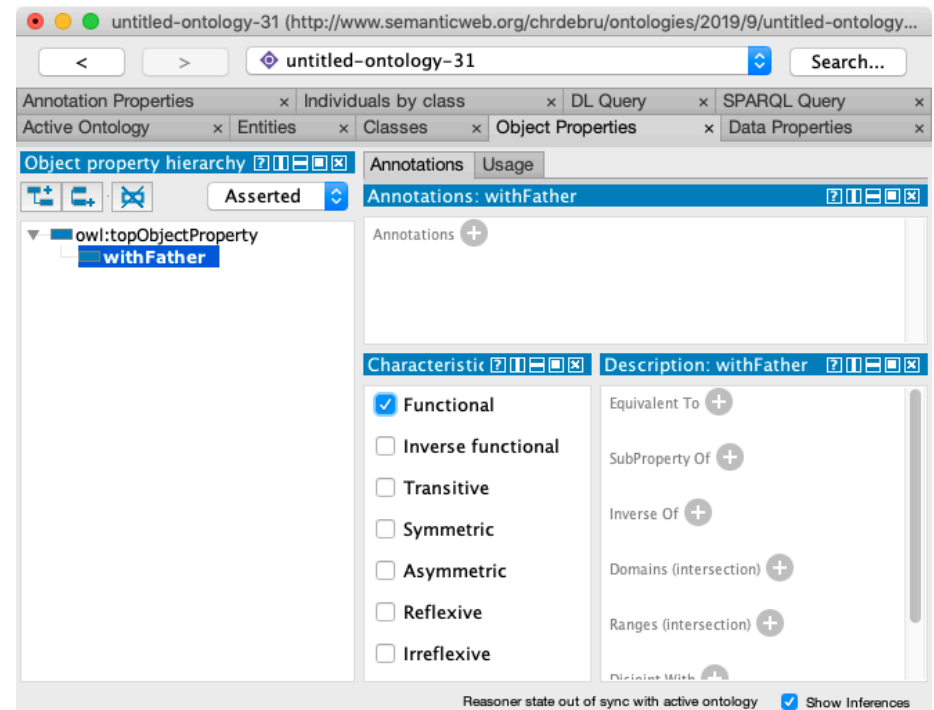 untitled-ontology-31 (http://www.semanticweb.org/chrdebru/ontologies/2019/9/untitled-ontology...
< > untitled-ontology-31 Search...
Annotation Properties × Individuals by class × DL Query × SPARQL Query ×
Active Ontology × Entities × Classes × Object Properties × Data Properties ×
Object property hierarchy
Asserted
owl:topObjectProperty
withFather
Annotations Usage
Annotations: withFather
Annotations
Characteristic
Functional
Inverse functional
Transitive
Symmetric
Asymmetric
Reflexive
Irreflexive
Description: withFather
Equivalent To
SubProperty Of
Inverse Of
Domains (intersection)
Ranges (intersection)
Disjoint With
Reasoner state out of sync with active ontology Show Inferences